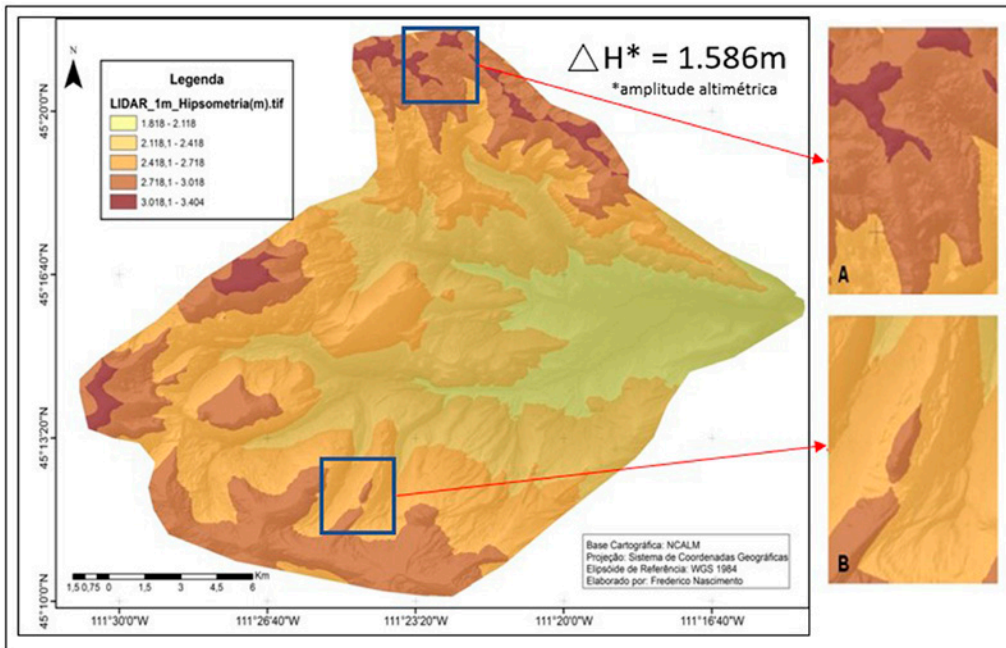 △H* = 1.586m
*amplitude altimétrica
N
Legenda
LIDAR_1m_Hipsometria(m).tif
1.818 - 2.118
2.118,1 - 2.418
2.418,1 - 2.718
2.718,1 - 3.018
3.018,1 - 3.404
45°20'0"N
45°16'40"N
45°13'20"N
45°10'0"N
A
B
Base Cartográfica: NCALM
Projeção: Sistema de Coordenadas Geográficas
Elipsóide de Referência: WGS 1984
Elaborado por: Frederico Nascimento
Km
1,5 0,75 0 1,5 3 4,5 6
111°30'0"W 111°26'40"W 111°23'20"W 111°20'0"W 111°16'40"W